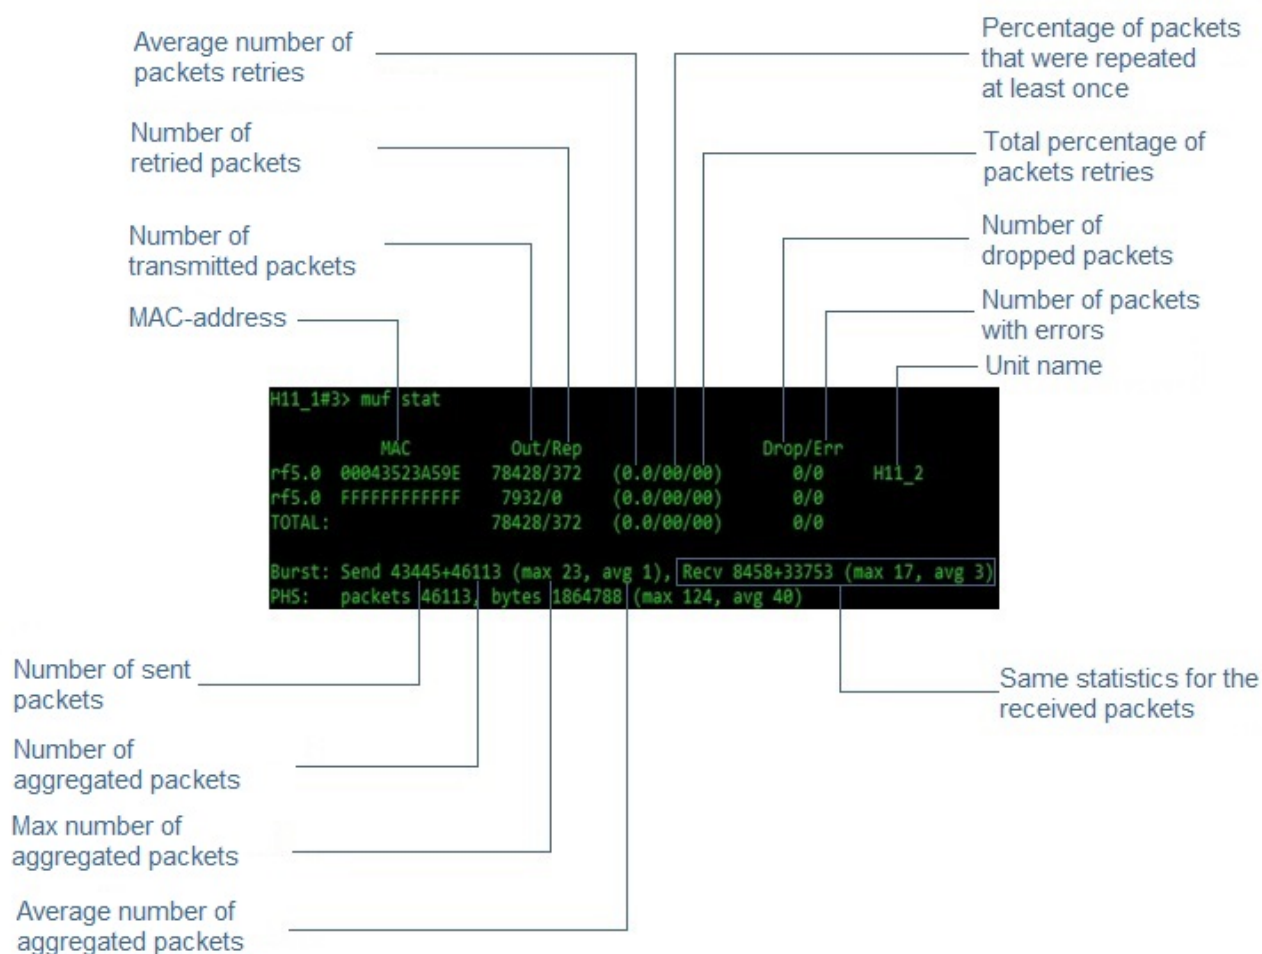 Average number of
packets retries
Percentage of packets
that were repeated
at least once
Number of
retried packets
Total percentage of
packets retries
Number of
transmitted packets
Number of
dropped packets
MAC-address
Number of packets
with errors
Unit name
H11_1#3> muf stat
MAC Out/Rep Drop/Err
rf5.0 00043523A59E 78428/372 (0.0/00/00) 0/0 H11_2
rf5.0 FFFFFFFFFFFF 7932/0 (0.0/00/00) 0/0
TOTAL: 78428/372 (0.0/00/00) 0/0
Burst: Send 43445+46113 (max 23, avg 1), Recv 8458+33753 (max 17, avg 3)
PHS: packets 46113, bytes 1864788 (max 124, avg 40)
Number of sent
packets
Same statistics for the
received packets
Number of
aggregated packets
Max number of
aggregated packets
Average number of
aggregated packets